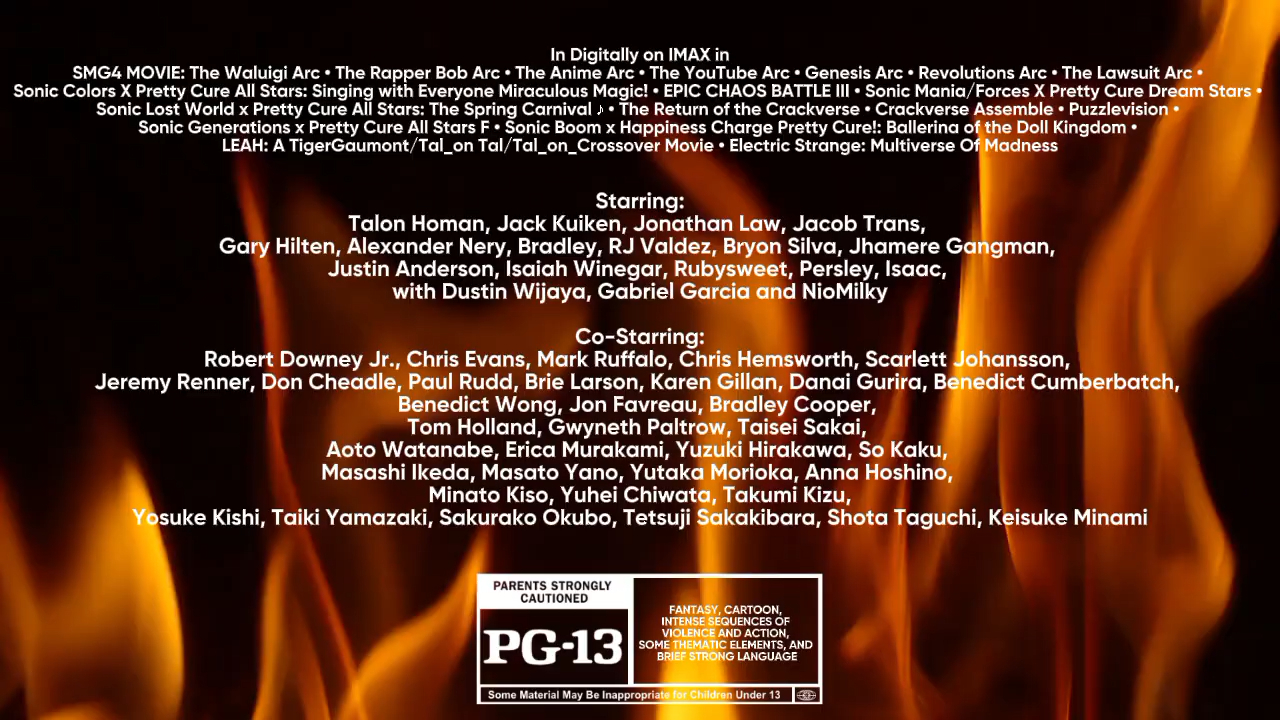 In Digitally on IMAX in
SMG4 MOVIE: The Waluigi Arc • The Rapper Bob Arc • The Anime Arc • The YouTube Arc • Genesis Arc • Revolutions Arc • The Lawsuit Arc •
Sonic Colors X Pretty Cure All Stars: Singing with Everyone Miraculous Magic! • EPIC CHAOS BATTLE III • Sonic Mania/Forces X Pretty Cure Dream Stars •
Sonic Lost World x Pretty Cure All Stars: The Spring Carnival ♪ • The Return of the Crackverse • Crackverse Assemble • Puzzlevision •
Sonic Generations x Pretty Cure All Stars F • Sonic Boom x Happiness Charge Pretty Cure!: Ballerina of the Doll Kingdom •
LEAH: A TigerGaumont/Tal_on Tal/Tal_on_Crossover Movie • Electric Strange: Multiverse Of Madness
Starring:
Talon Homan, Jack Kuiken, Jonathan Law, Jacob Trans,
Gary Hilten, Alexander Nery, Bradley, RJ Valdez, Bryon Silva, Jhamere Gangman,
Justin Anderson, Isaiah Winegar, Rubysweet, Persley, Isaac,
with Dustin Wijaya, Gabriel Garcia and NioMilky
Co-Starring:
Robert Downey Jr., Chris Evans, Mark Ruffalo, Chris Hemsworth, Scarlett Johansson,
Jeremy Renner, Don Cheadle, Paul Rudd, Brie Larson, Karen Gillan, Danai Gurira, Benedict Cumberbatch,
Benedict Wong, Jon Favreau, Bradley Cooper,
Tom Holland, Gwyneth Paltrow, Taisei Sakai,
Aoto Watanabe, Erica Murakami, Yuzuki Hirakawa, So Kaku,
Masashi Ikeda, Masato Yano, Yutaka Morioka, Anna Hoshino,
Minato Kiso, Yuhei Chiwata, Takumi Kizu,
Yosuke Kishi, Taiki Yamazaki, Sakurako Okubo, Tetsuji Sakakibara, Shota Taguchi, Keisuke Minami
PARENTS STRONGLY
CAUTIONED
PG-13
FANTASY, CARTOON,
INTENSE SEQUENCES OF
VIOLENCE AND ACTION,
SOME THEMATIC ELEMENTS, AND
BRIEF STRONG LANGUAGE
Some Material May Be Inappropriate for Children Under 13